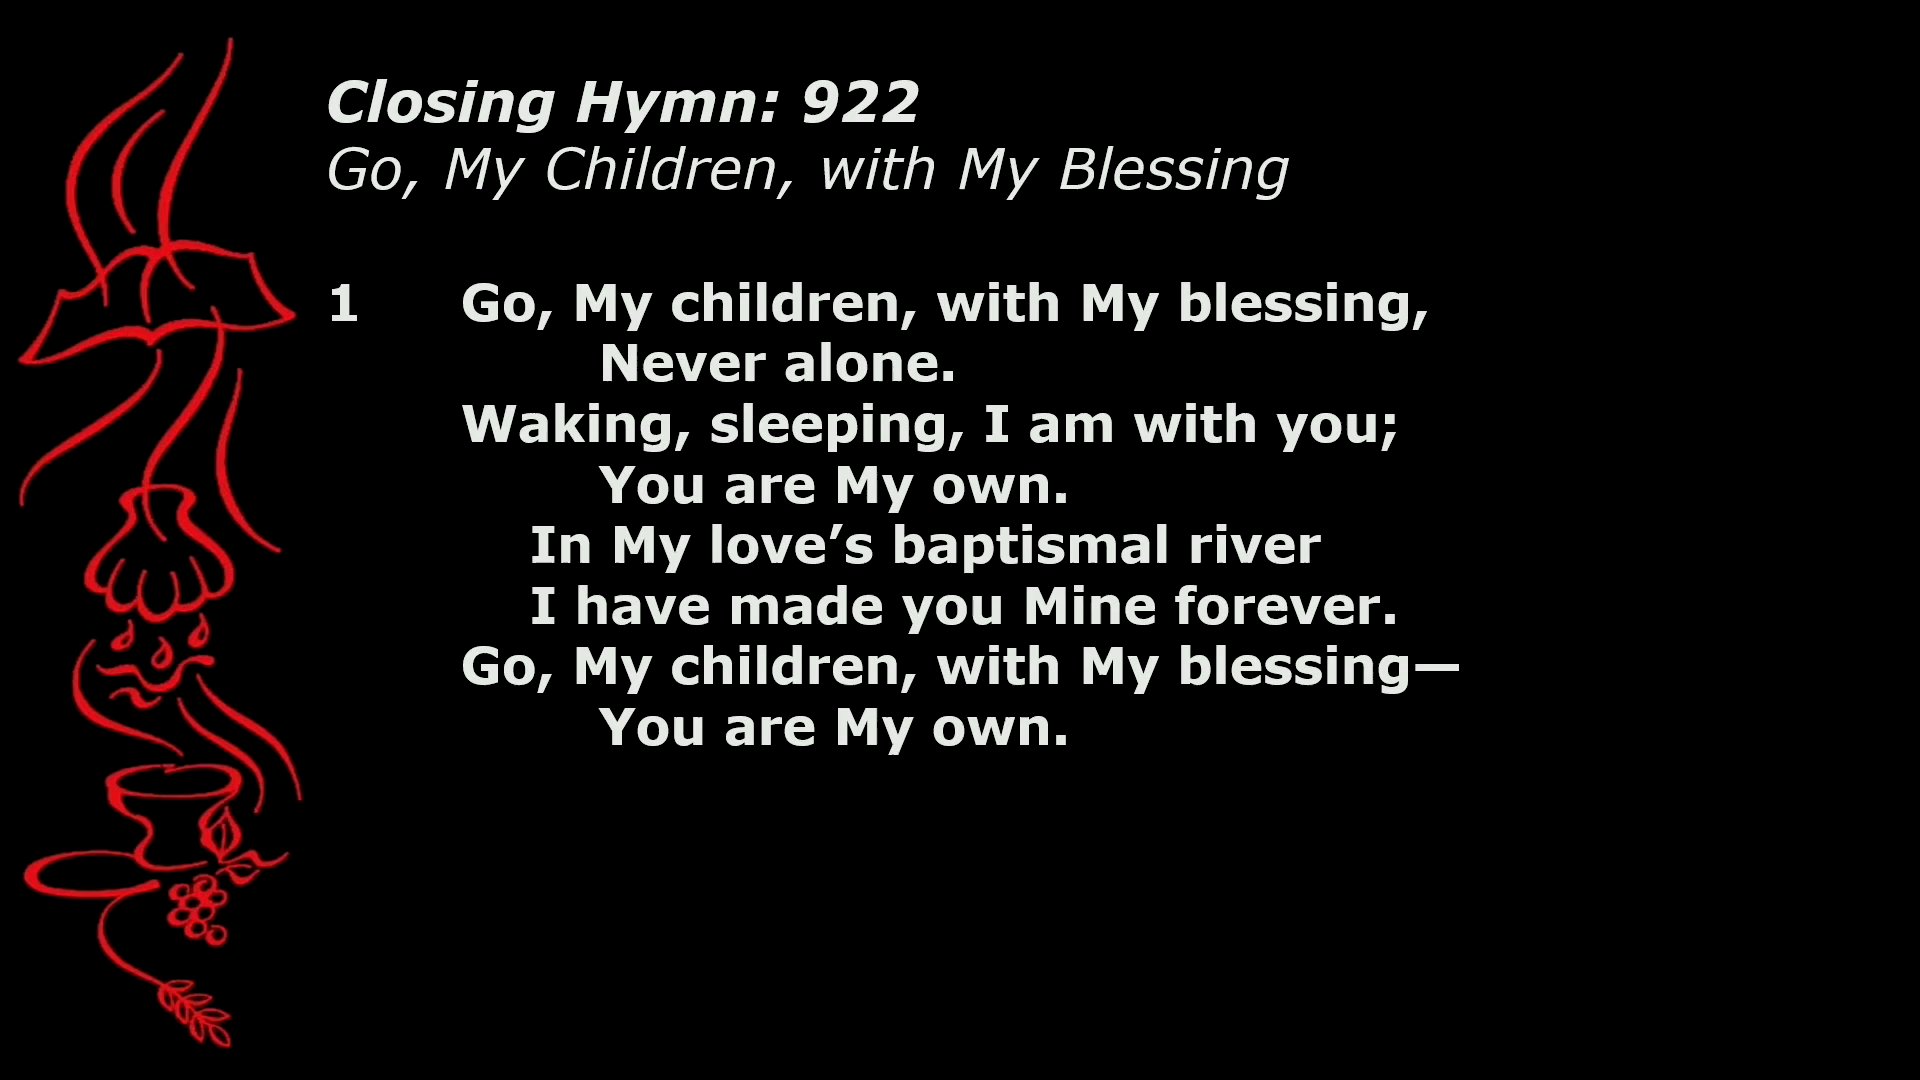 Closing Hymn: 922
Go, My Children, with My Blessing
1 Go, My children, with My blessing,
Never alone.
Waking, sleeping, I am with you;
You are My own.
In My love’s baptismal river
I have made you Mine forever.
Go, My children, with My blessing—
You are My own.